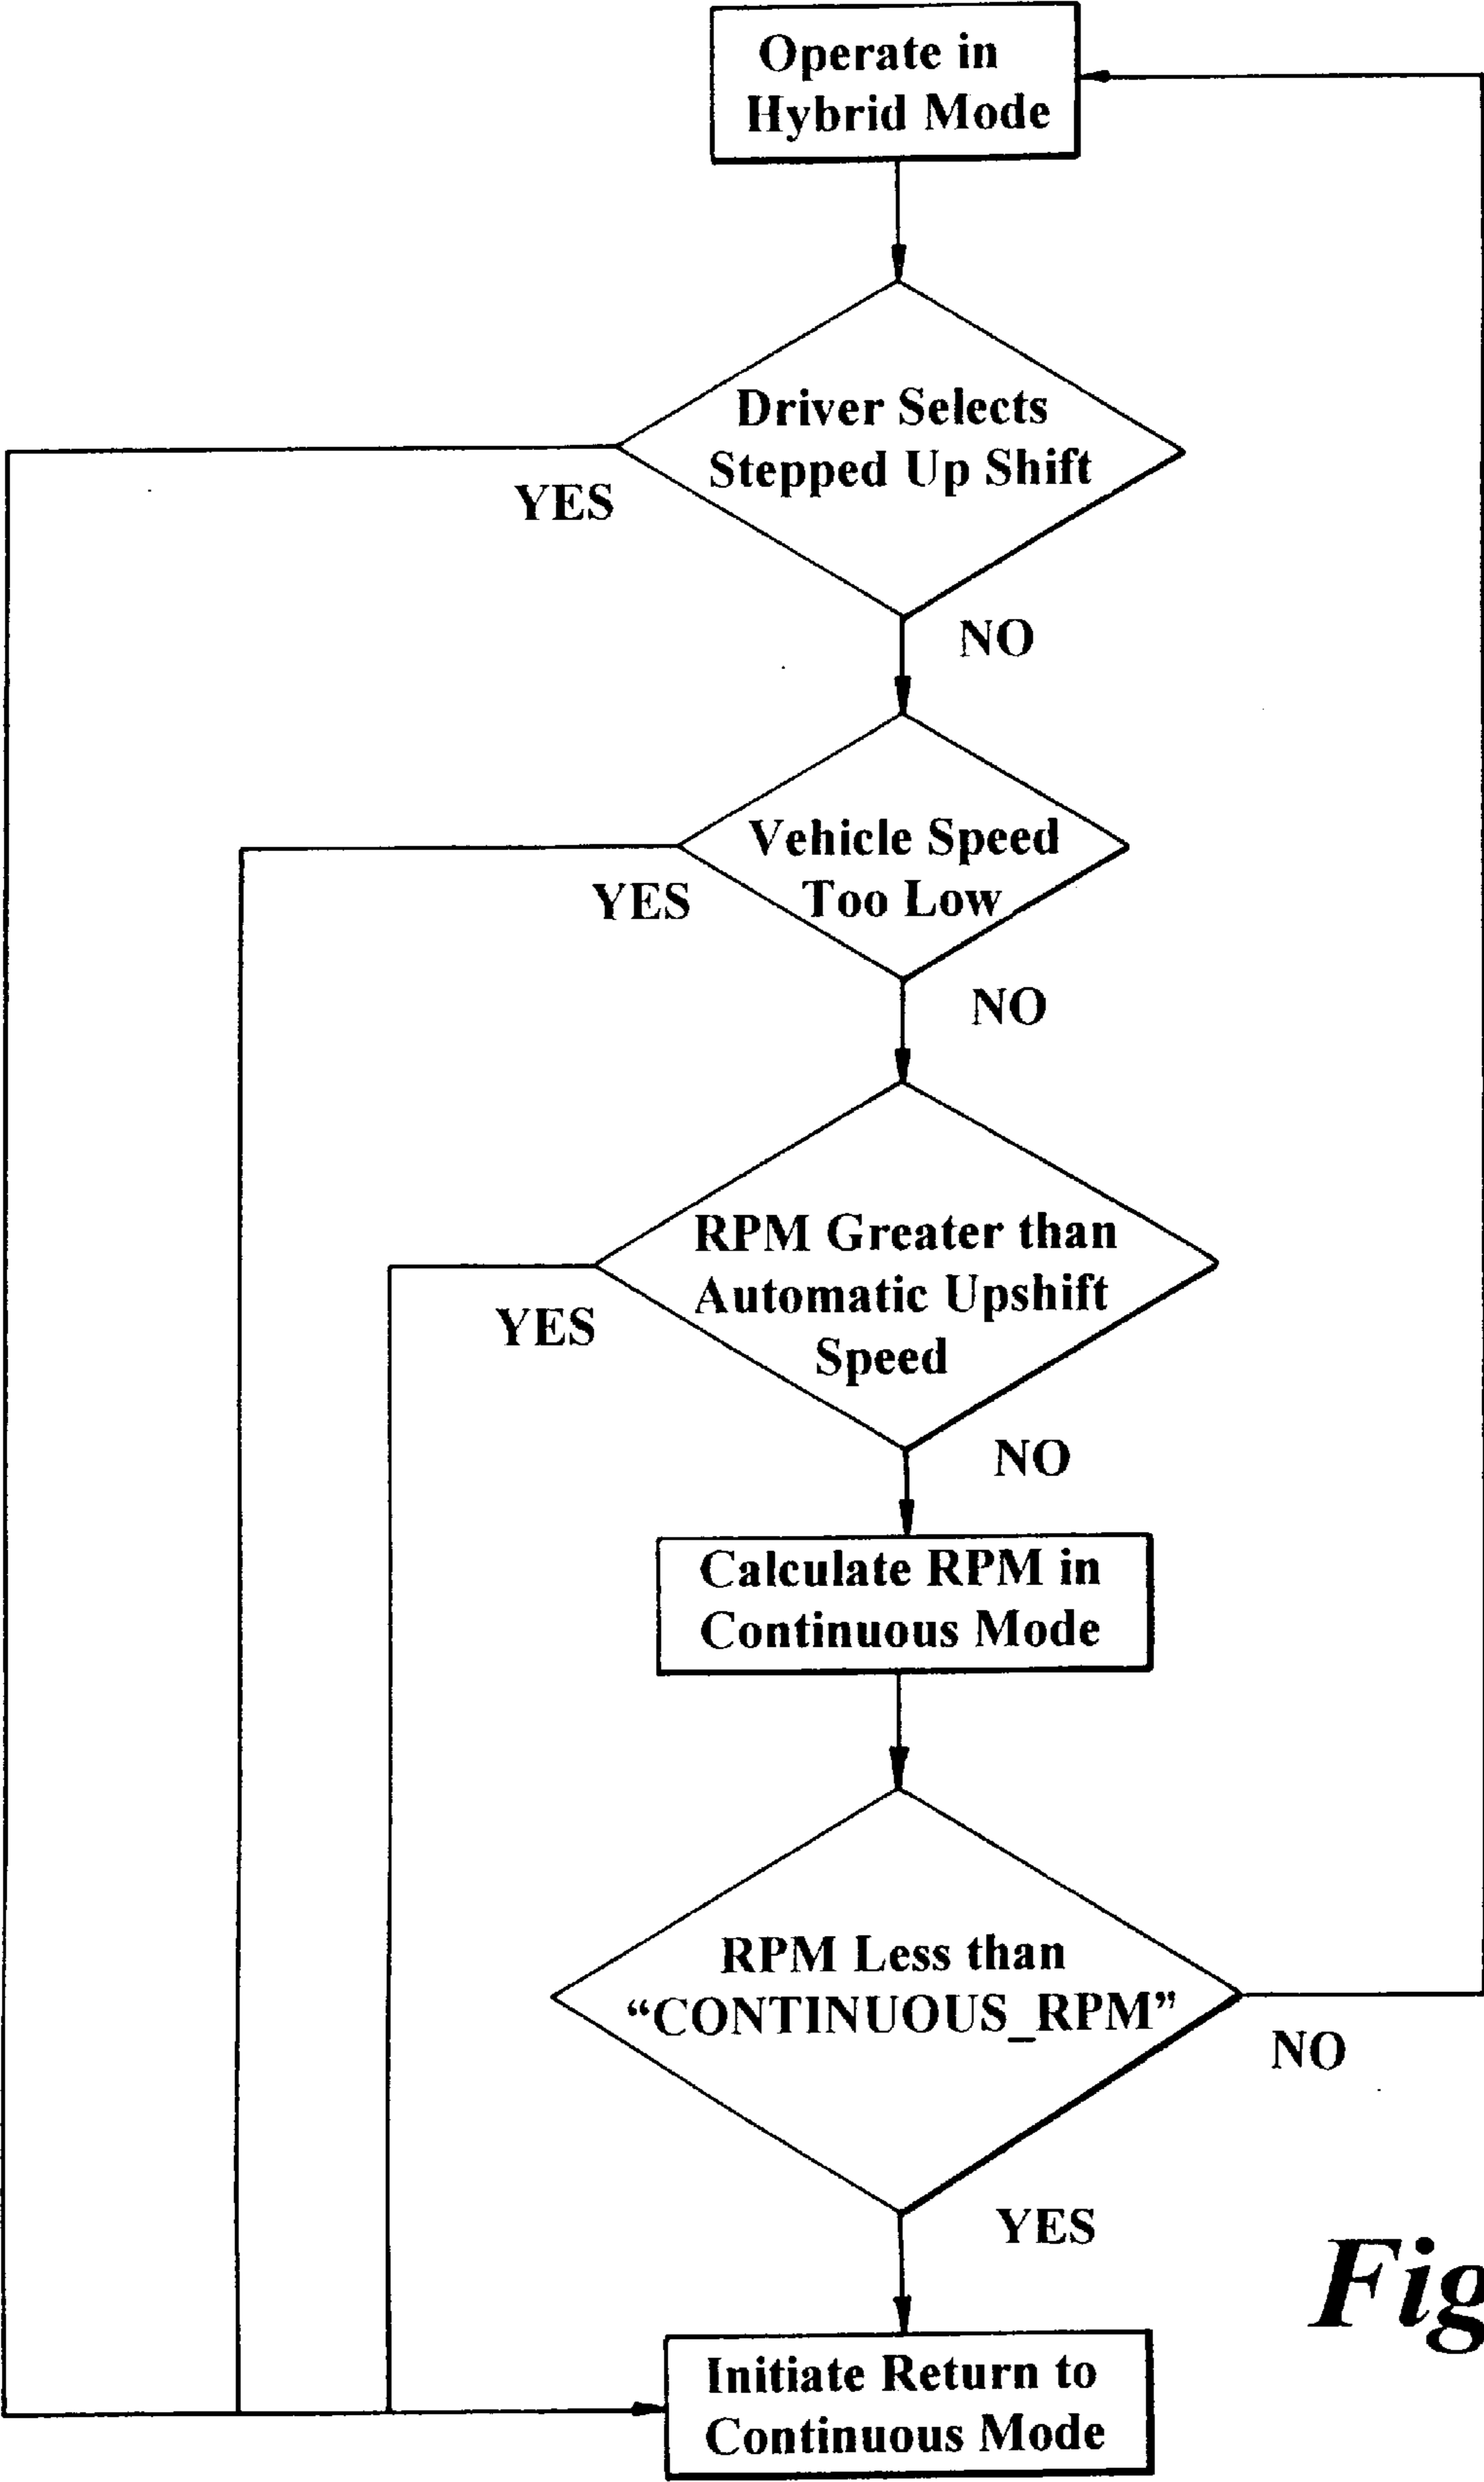 Operate in
Hybrid Mode
Driver Selects
Stepped Up Shift
YES
NO
Vehicle Speed
Too Low
YES
NO
RPM Greater than
Automatic Upshift
Speed
YES
NO
Calculate RPM in
Continuous Mode
RPM Less than
“CONTINUOUS_RPM”
NO
YES
Fig
Initiate Return to
Continuous Mode